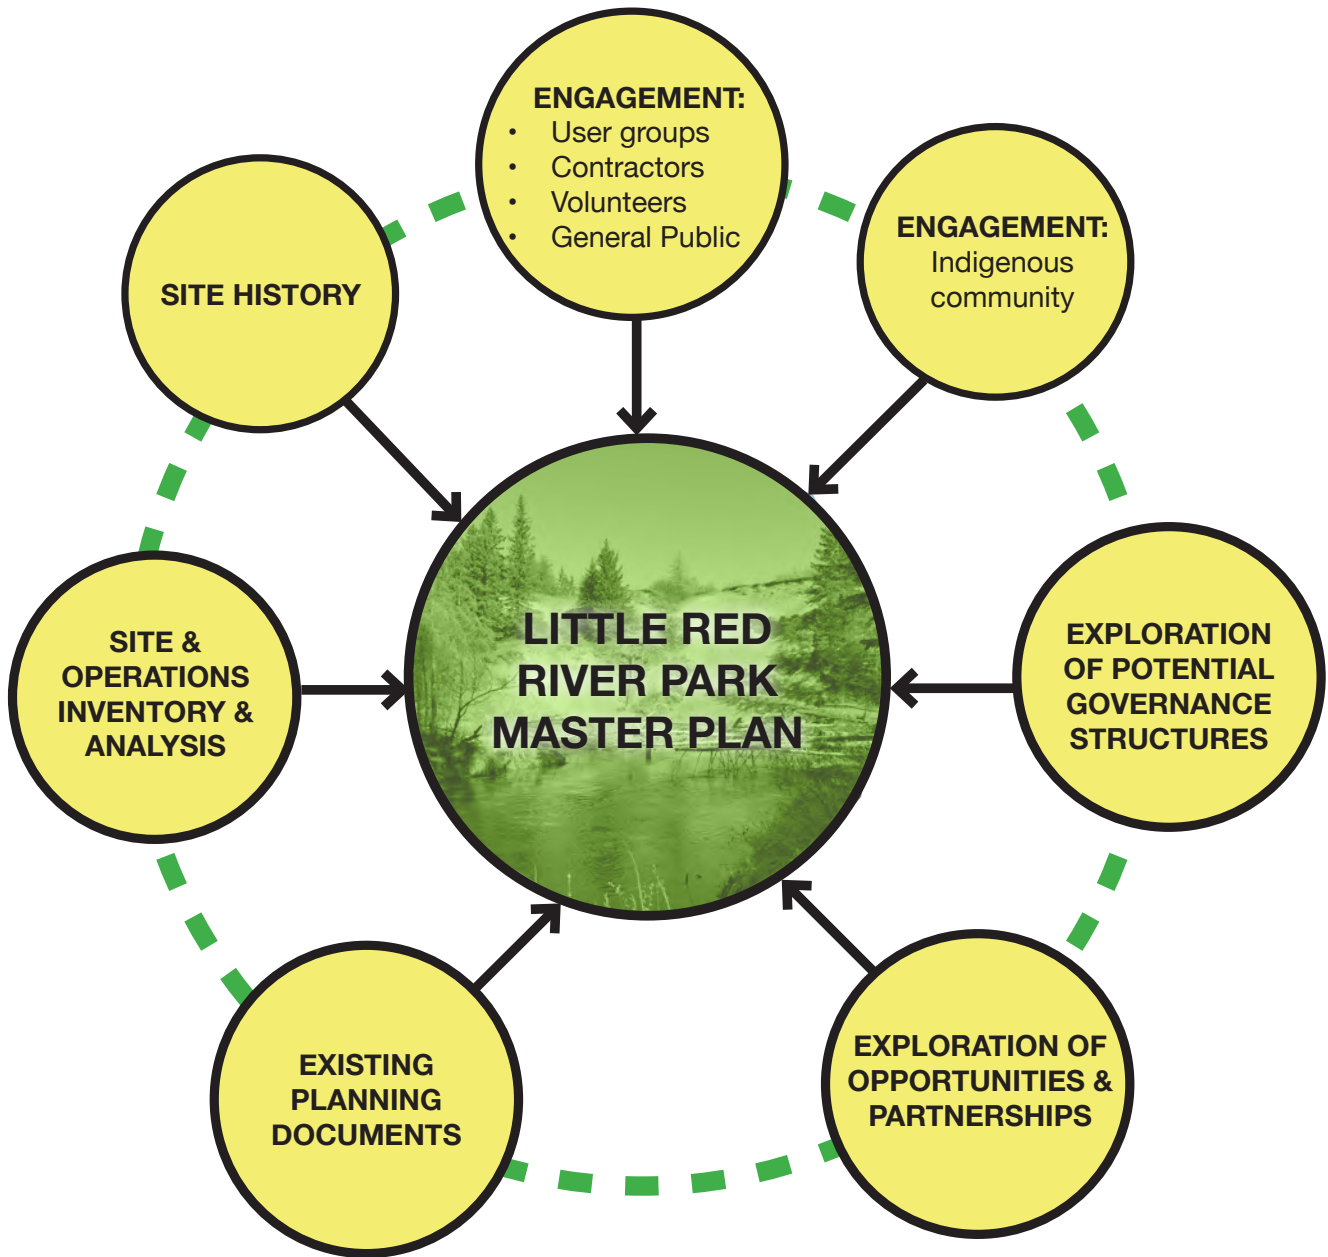 ENGAGEMENT:
• User groups
• Contractors
• Volunteers
• General Public
ENGAGEMENT:
Indigenous
community
SITE HISTORY
LITTLE RED
RIVER PARK
MASTER PLAN
SITE &
OPERATIONS
INVENTORY &
ANALYSIS
EXPLORATION
OF POTENTIAL
GOVERNANCE
STRUCTURES
EXISTING
PLANNING
DOCUMENTS
EXPLORATION OF
OPPORTUNITIES &
PARTNERSHIPS